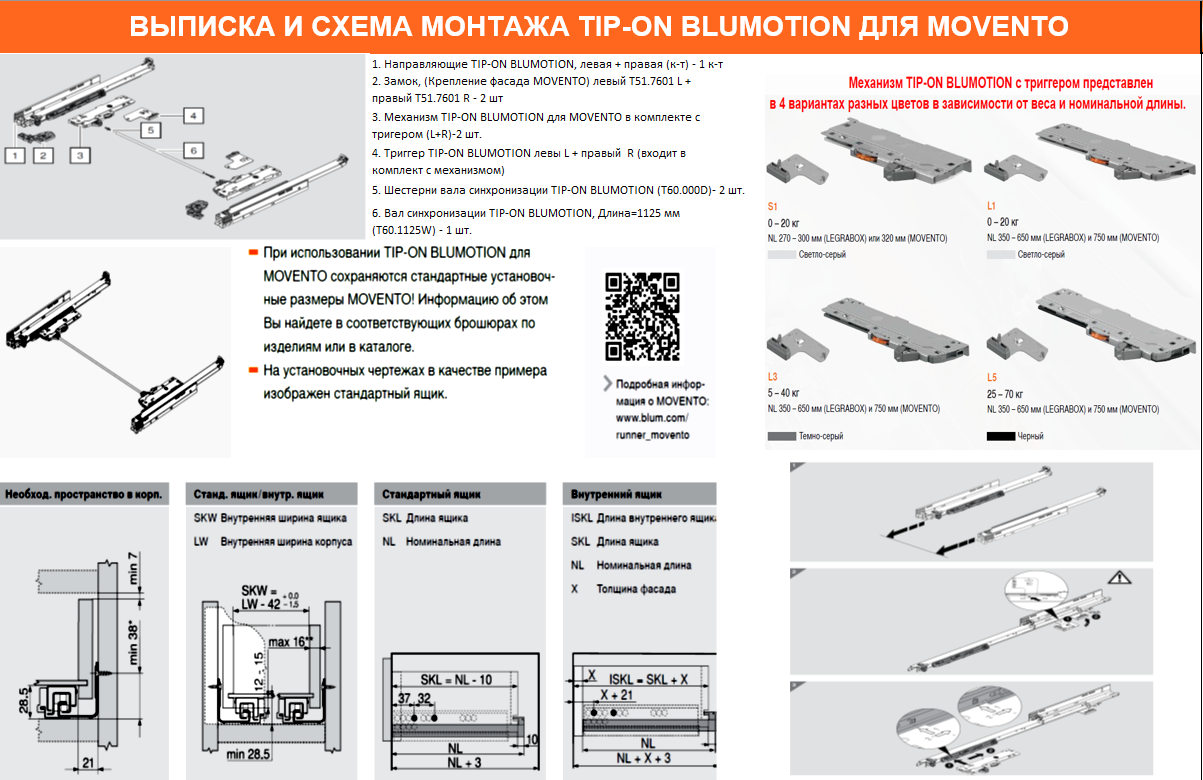 ВЫПИСКА И СХЕМА МОНТАЖА TIP-ON BLUMOTION ДЛЯ MOVENTO
1. Направляющие TIP-ON BLUMOTION, левая + правая (к-т) - 1 к-т
2. Замок, (Крепление фасада MOVENTO) левый T51.7601 L +
правый T51.7601 R - 2 шт
3. Механизм TIP-ON BLUMOTION для MOVENTO в комплекте с
тригером (L+R)-2 шт.
4. Триггер TIP-ON BLUMOTION левы L + правый R (входит в
комплект с механизмом)
5. Шестерни вала синхронизации TIP-ON BLUMOTION (T60.000D)- 2 шт.
6. Вал синхронизации TIP-ON BLUMOTION, Длина=1125 мм
(T60.1125W) - 1 шт.
1
2
3
4
5
6
Механизм TIP-ON BLUMOTION с триггером представлен
в 4 вариантах разных цветов в зависимости от веса и номинальной длины.
S1
0 – 20 кг
NL 270 – 300 мм (LEGRABOX) или 320 мм (MOVENTO)
Светло-серый
L1
0 – 20 кг
NL 350 – 650 мм (LEGRABOX) и 750 мм (MOVENTO)
Светло-серый
L3
5 – 40 кг
NL 350 – 650 мм (LEGRABOX) и 750 мм (MOVENTO)
Темно-серый
L5
25 – 70 кг
NL 350 – 650 мм (LEGRABOX) и 750 мм (MOVENTO)
Черный
При использовании TIP-ON BLUMOTION для
MOVENTO сохраняются стандартные установоч-
ные размеры MOVENTO! Информацию об этом
Вы найдете в соответствующих брошюрах по
изделиям или в каталоге.
На установочных чертежах в качестве примера
изображен стандартный ящик.
Подробная инфор-
мация о MOVENTO:
www.blum.com/
runner_movento
Необход. пространство в корп.
min 7
min 38*
28.5
21
Станд. ящик/внутр. ящик
SKW Внутренняя ширина ящика
LW Внутренняя ширина корпуса
SKW =
LW - 42 + 0.0 - 1.5
max 16**
12 - 15
min 28.5
Стандартный ящик
SKL Длина ящика
NL Номинальная длина
SKL = NL - 10
37 32
10
NL
NL + 3
Внутренний ящик
ISKL Длина внутреннего ящика
SKL Длина ящика
NL Номинальная длина
X Толщина фасада
X ISKL = SKL + X
X + 21
NL
NL + X + 3